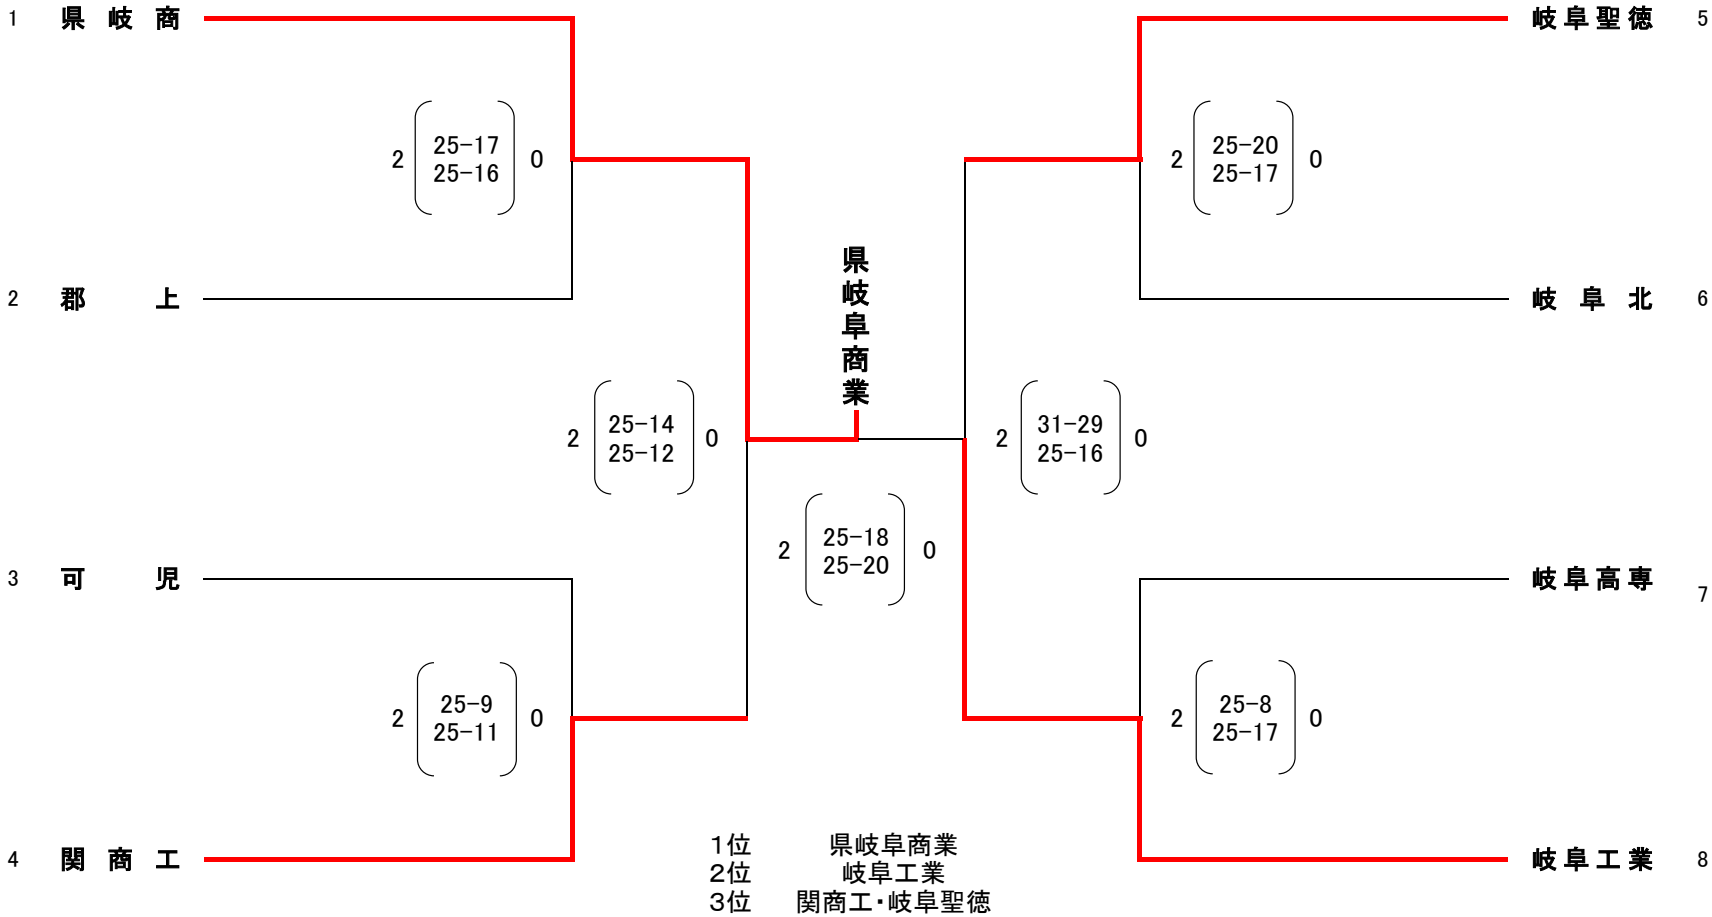 1 県岐商
岐阜聖徳 5
2 25-17 0
25-16
2 25-20 0
25-17
県岐阜商業
2 郡上
岐阜北 6
2 25-14 0
25-12
2 31-29 0
25-16
2 25-18 0
25-20
3 可児
岐阜高専 7
2 25-9 0
25-11
2 25-8 0
25-17
4 関商工
岐阜工業 8
1位 県岐阜商業
2位 岐阜工業
3位 関商工・岐阜聖徳